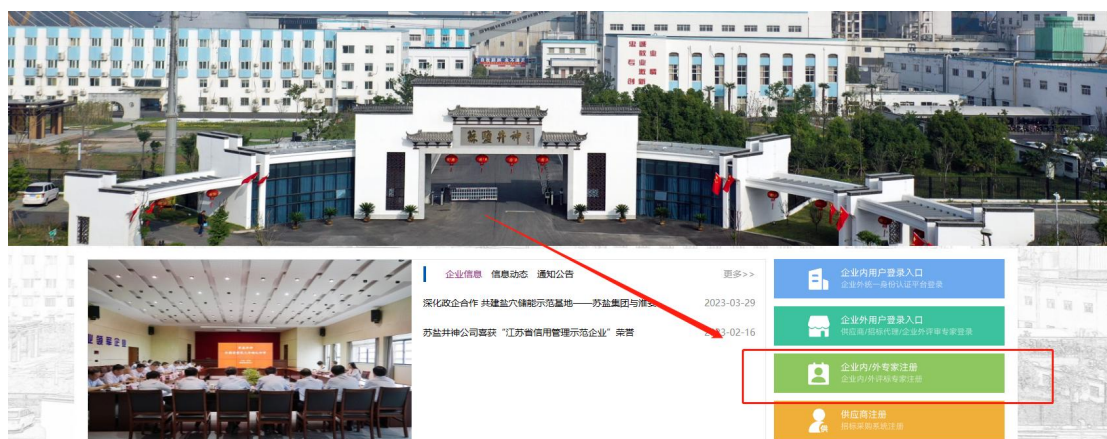 苏盐井神
企业信息 信息动态 通知公告 更多>>
深化政企合作 共建盐穴储能示范基地——苏盐集团与淮安 2023-03-29
苏盐井神公司喜获“江苏省信用管理示范企业”荣誉 2023-02-16
企业内用户登录入口
企业外统一身份认证平台登录
企业外用户登录入口
供应商/招标代理/企业外评审专家登录
企业内/外专家注册
企业内/外评标专家注册
供应商注册
招标采购系统注册